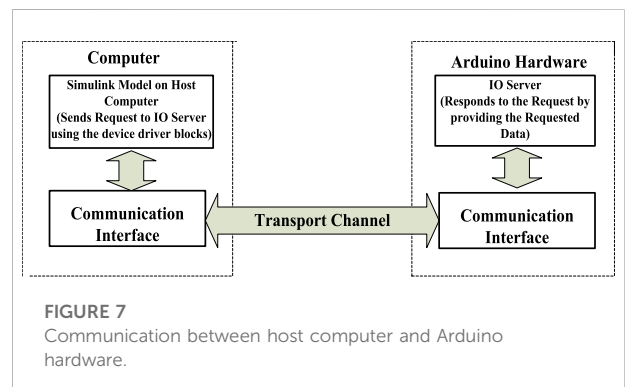 Computer
Simulink Model on Host
Computer
(Sends Request to IO Server
using the device driver blocks)
Communication
Interface
Transport Channel
Arduino Hardware
IO Server
(Responds to the Request by
providing the Requested
Data)
Communication
Interface
FIGURE 7
Communication between host computer and Arduino
hardware.